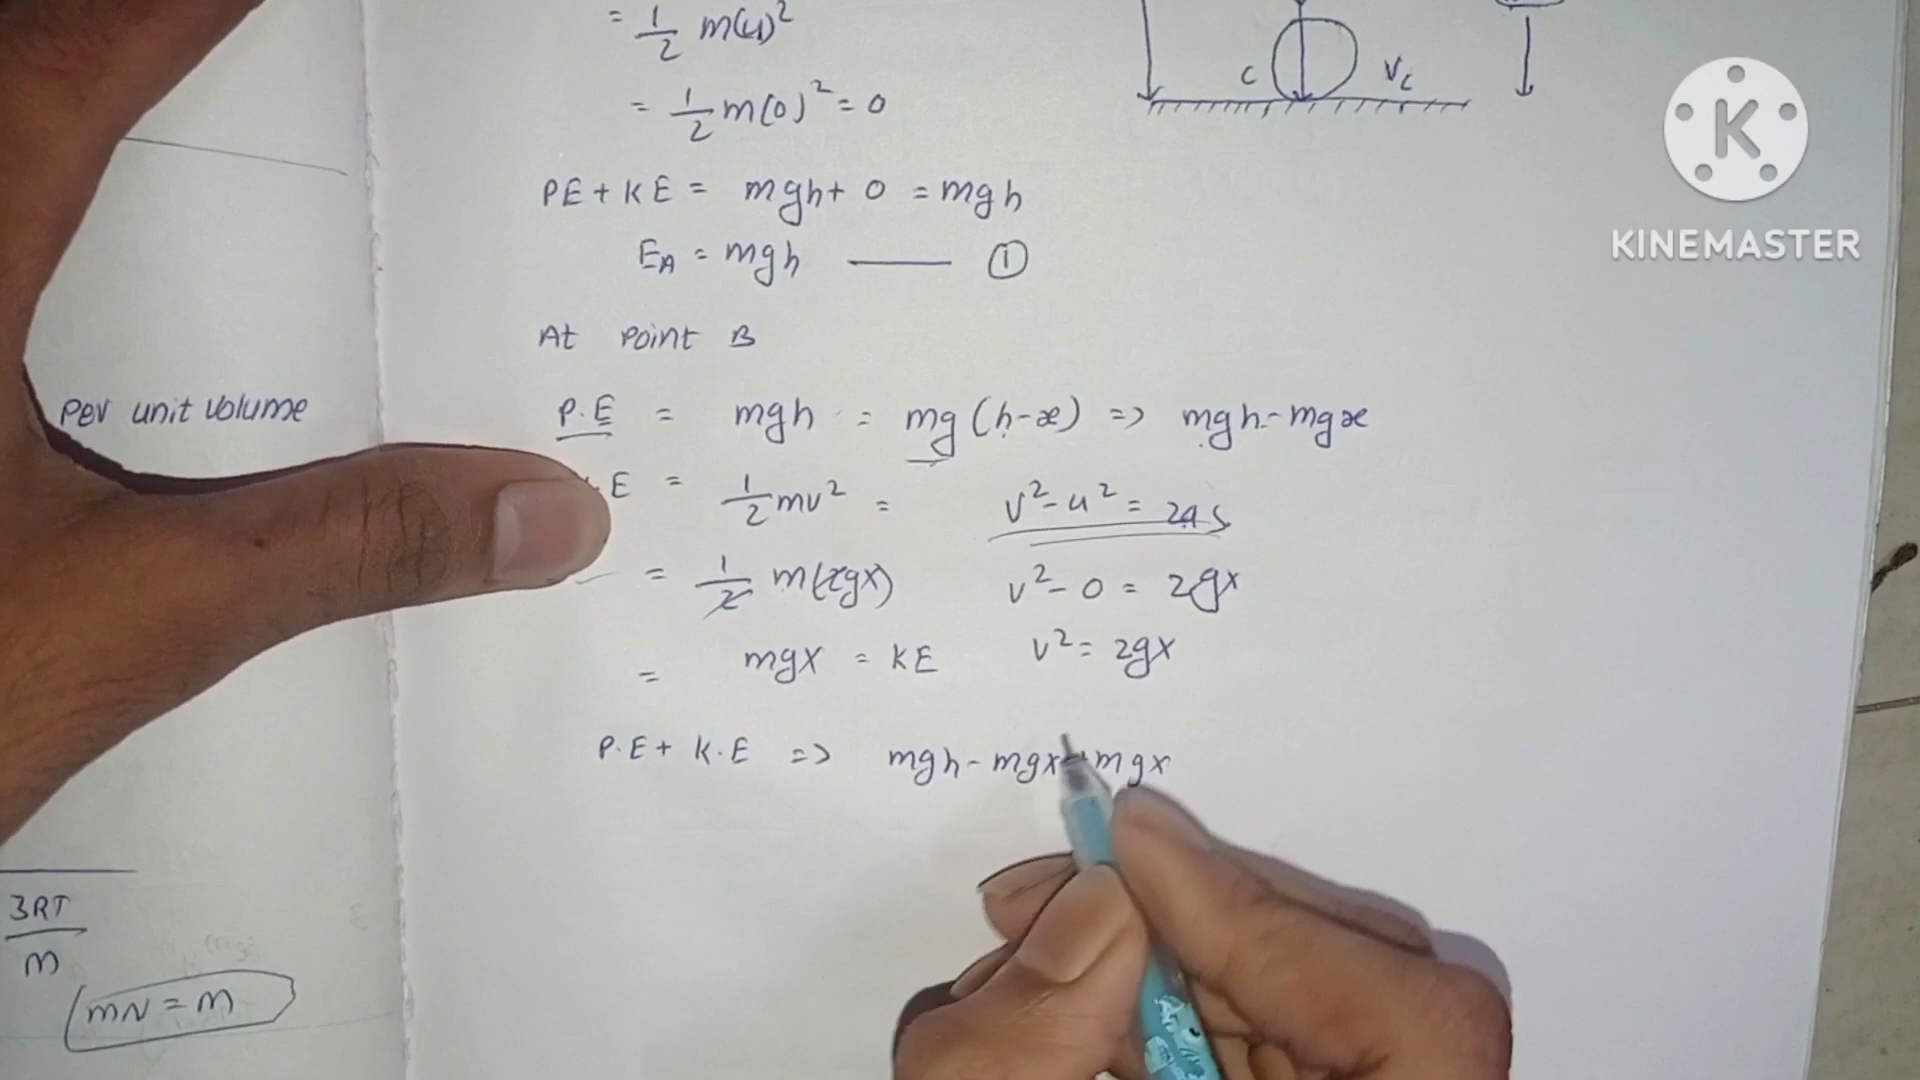 = 1/2 m(u)²
= 1/2 m(0)² = 0
C V_C
K
KINEMASTER
PE + KE = mgh + 0 = mgh
E_A = mgh —— ①
At Point B
Per unit volume
P.E = mgh = mg(h-x) => mgh - mgx
E = 1/2 mv² = v² - u² = 2as
= 1/2 m(2gx) v² - 0 = 2gx
= mgx = KE v² = 2gx
P.E + K.E => mgh - mgx + mgx
3RT
M
mN = M